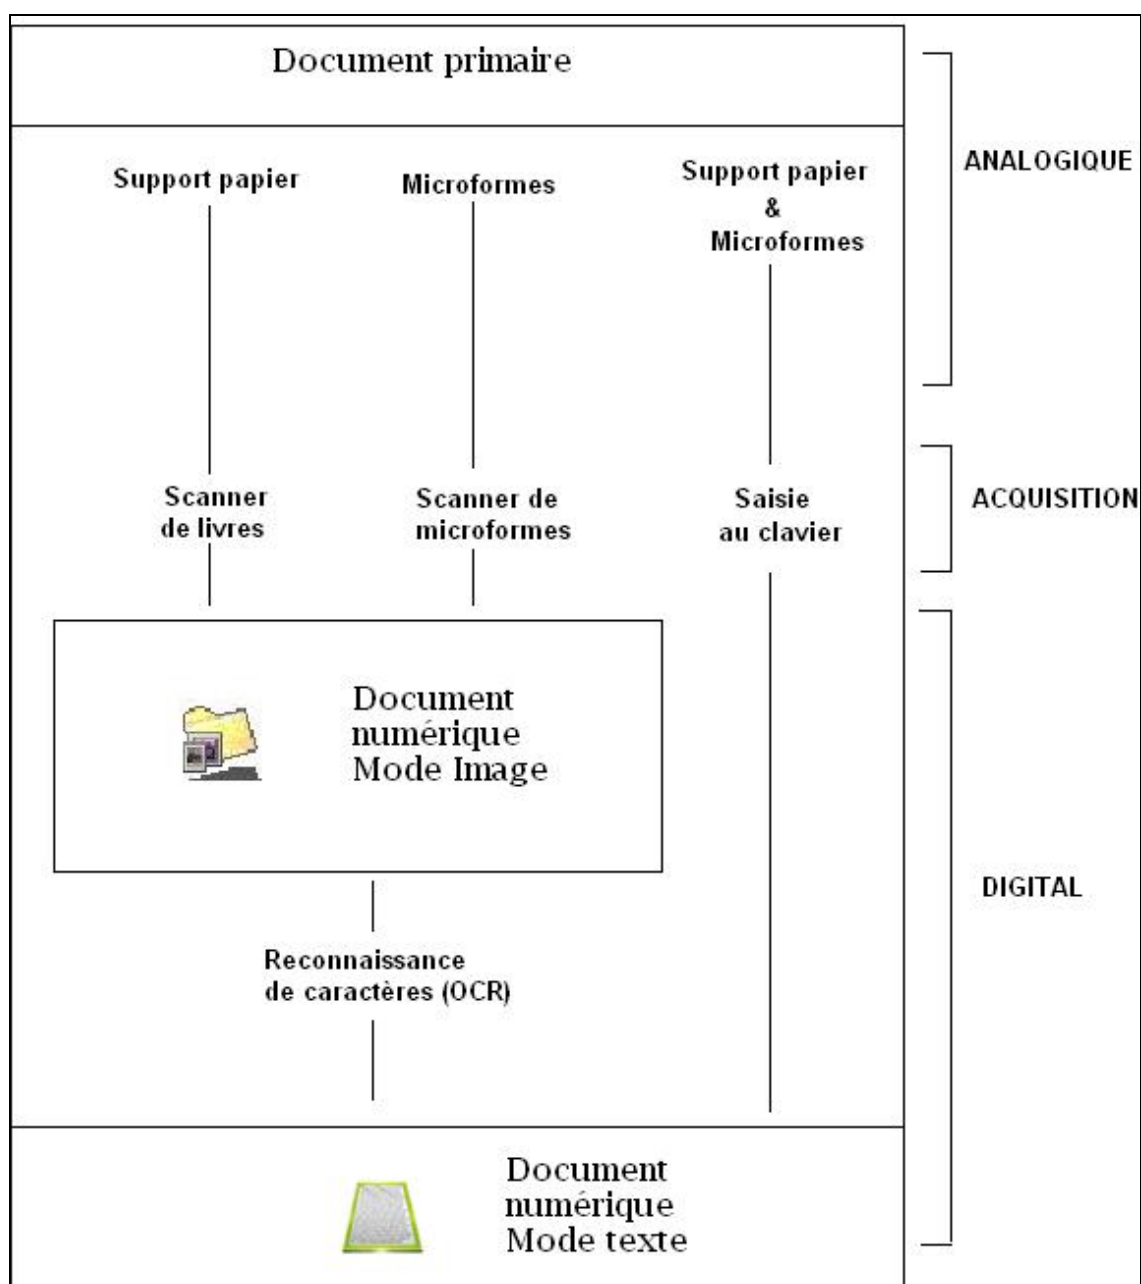 Document primaire
ANALOGIQUE
Support papier
Microformes
Support papier
&
Microformes
Scanner
de livres
Scanner de
microformes
Saisie
au clavier
ACQUISITION
Document
numérique
Mode Image
DIGITAL
Reconnaissance
de caractères (OCR)
Document
numérique
Mode texte